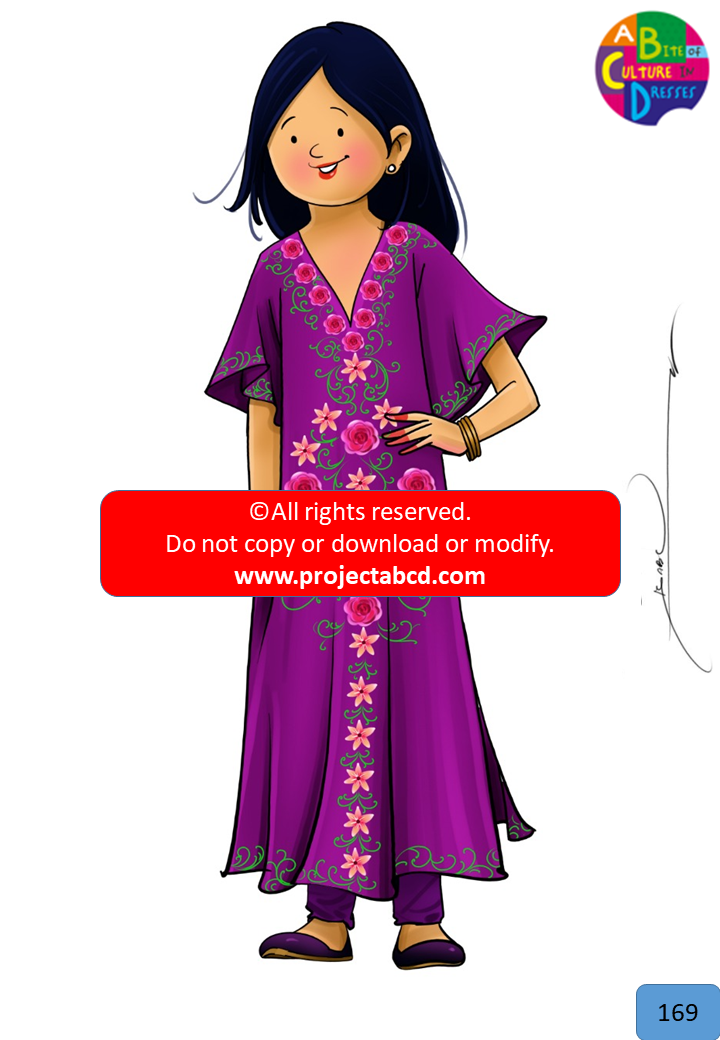 A BITE OF
CULTURE IN
DRESSES
©All rights reserved.
Do not copy or download or modify.
www.projectabcd.com
169